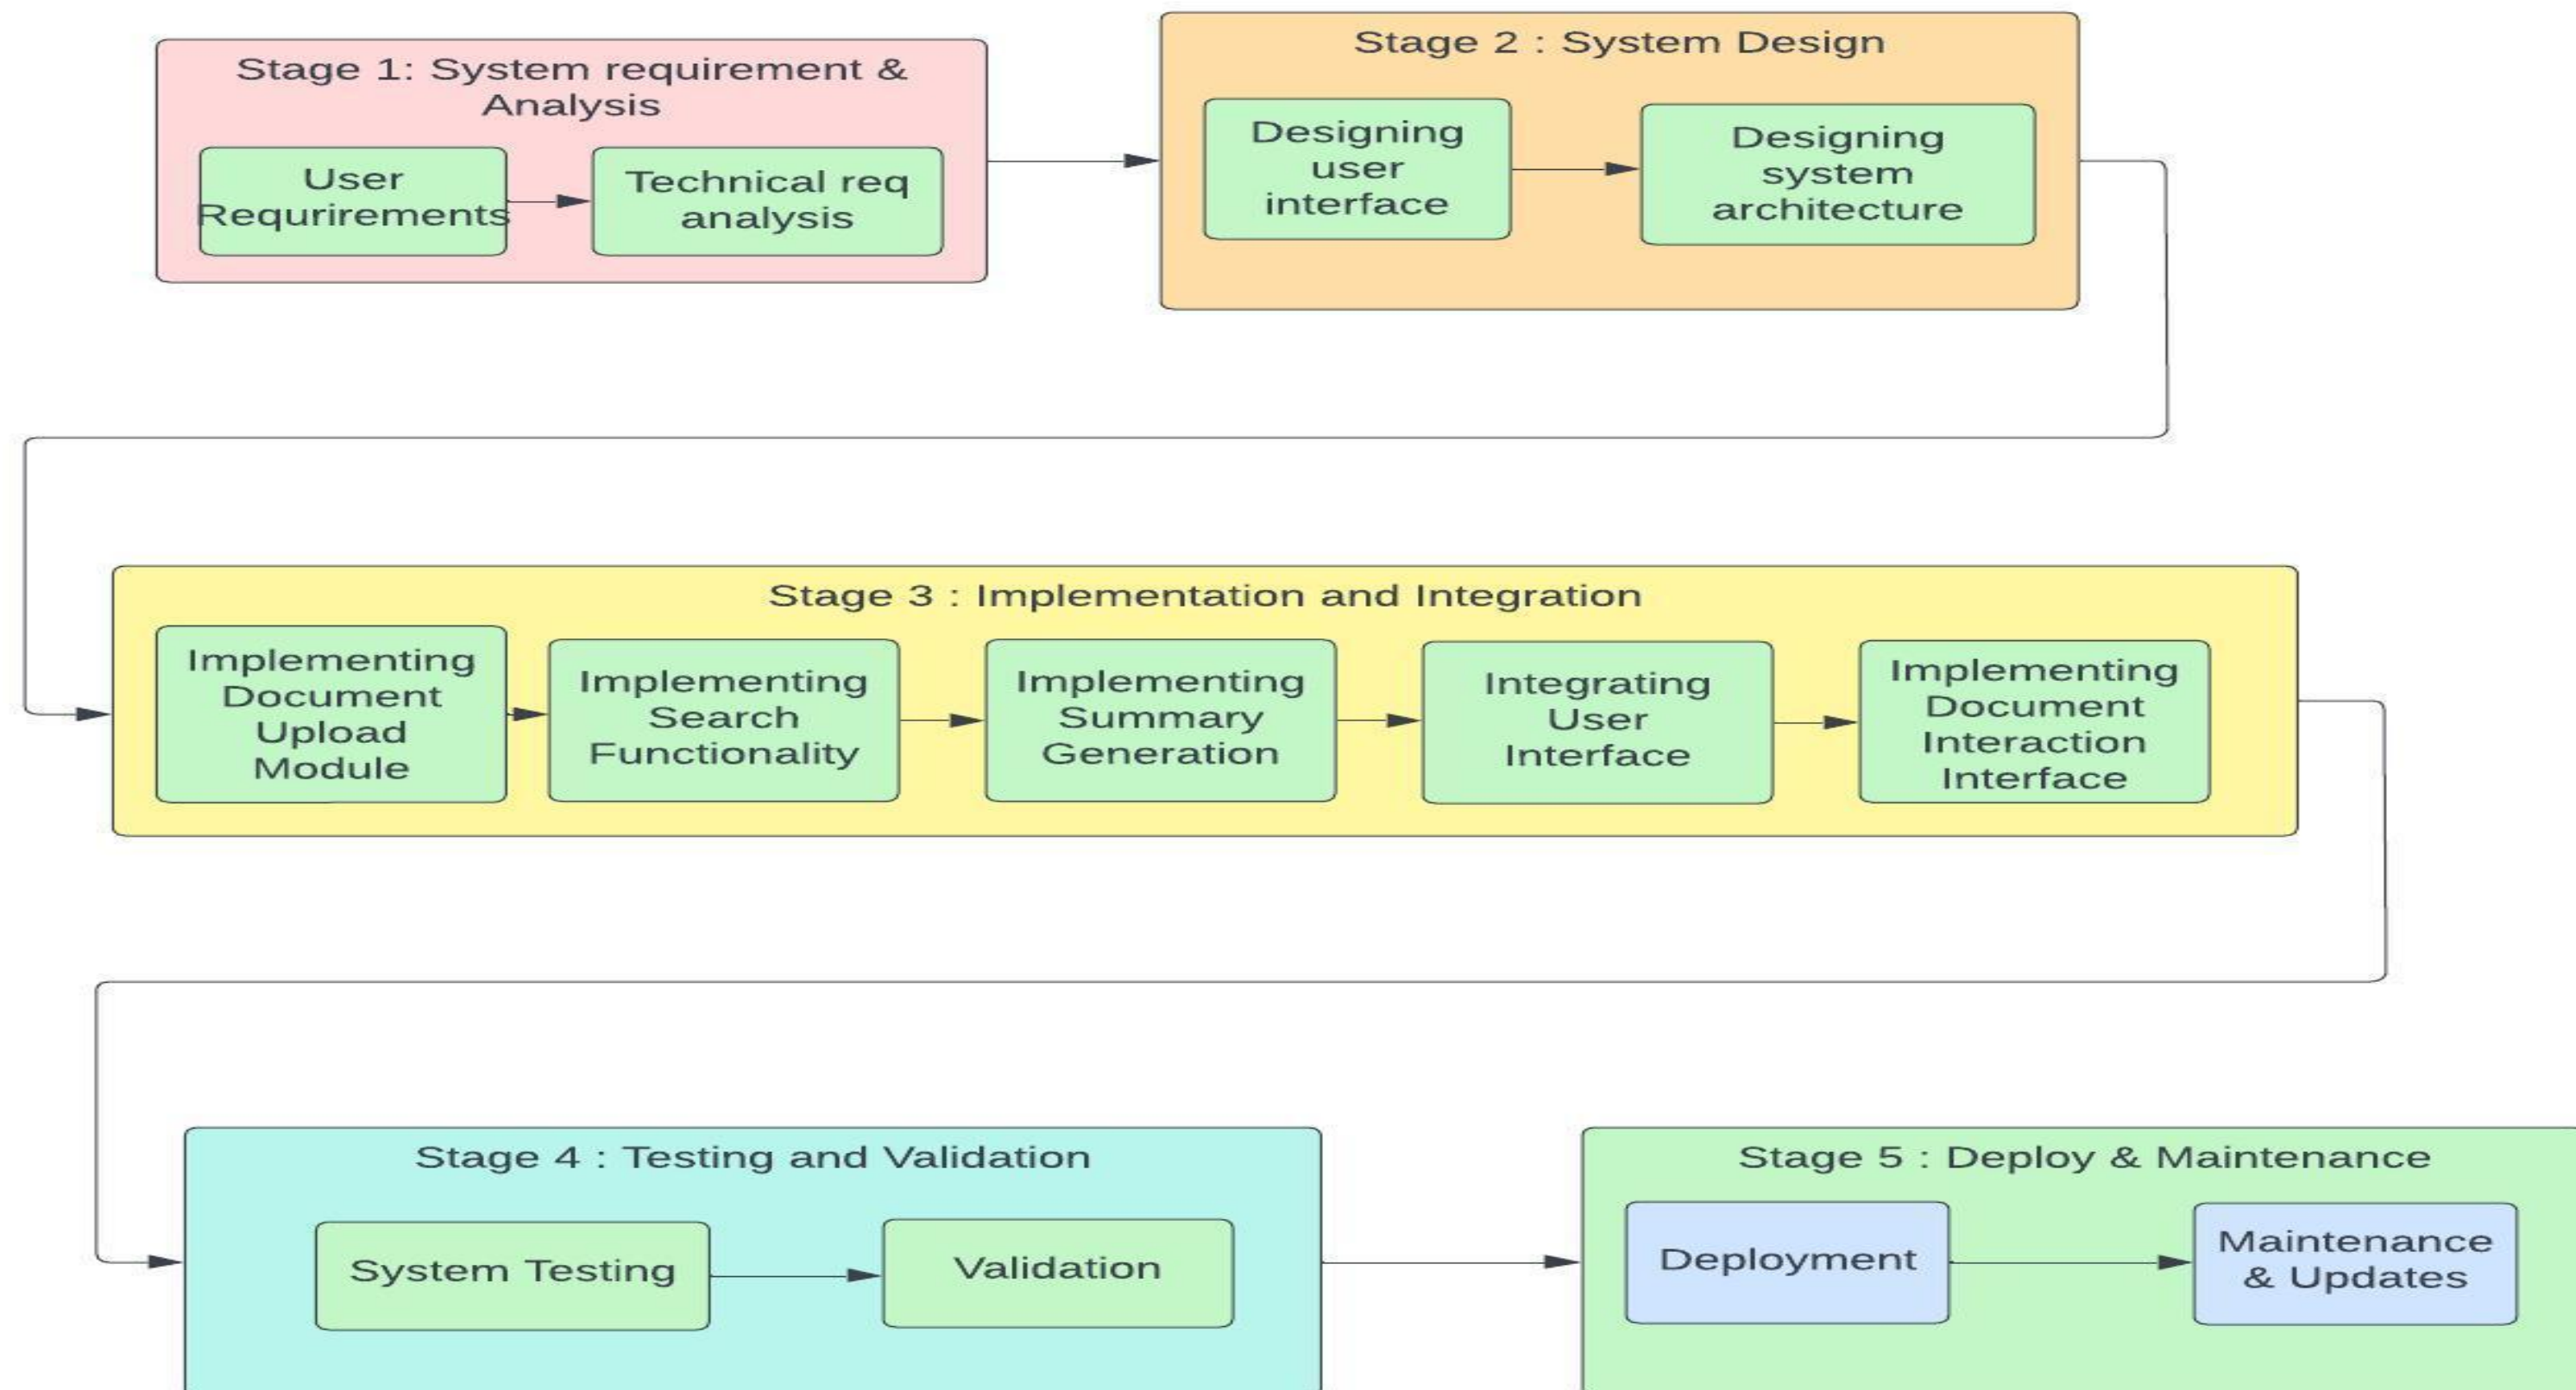 Stage 1: System requirement &
Analysis
User
Requrirements
Technical req
analysis
Stage 2 : System Design
Designing
user
interface
Designing
system
architecture
Stage 3 : Implementation and Integration
Implementing
Document
Upload
Module
Implementing
Search
Functionality
Implementing
Summary
Generation
Integrating
User
Interface
Implementing
Document
Interaction
Interface
Stage 4 : Testing and Validation
System Testing
Validation
Stage 5 : Deploy & Maintenance
Deployment
Maintenance
& Updates